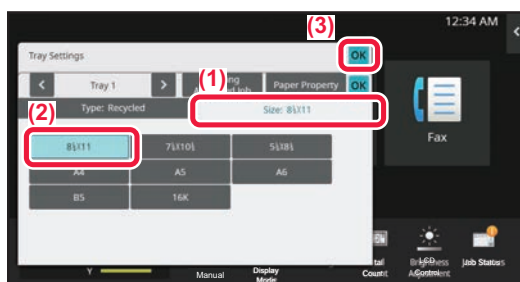 12:34 AM
(3)
Tray Settings
OK
(1)
Tray 1
Paper Property
OK
(2)
Type: Recycled
Size: 8½X11
8½X11
7¼X10½
5½X8½
Fax
A4
A5
A6
B5
16K
Y
Manual
Display
Mode
Count
Job Status